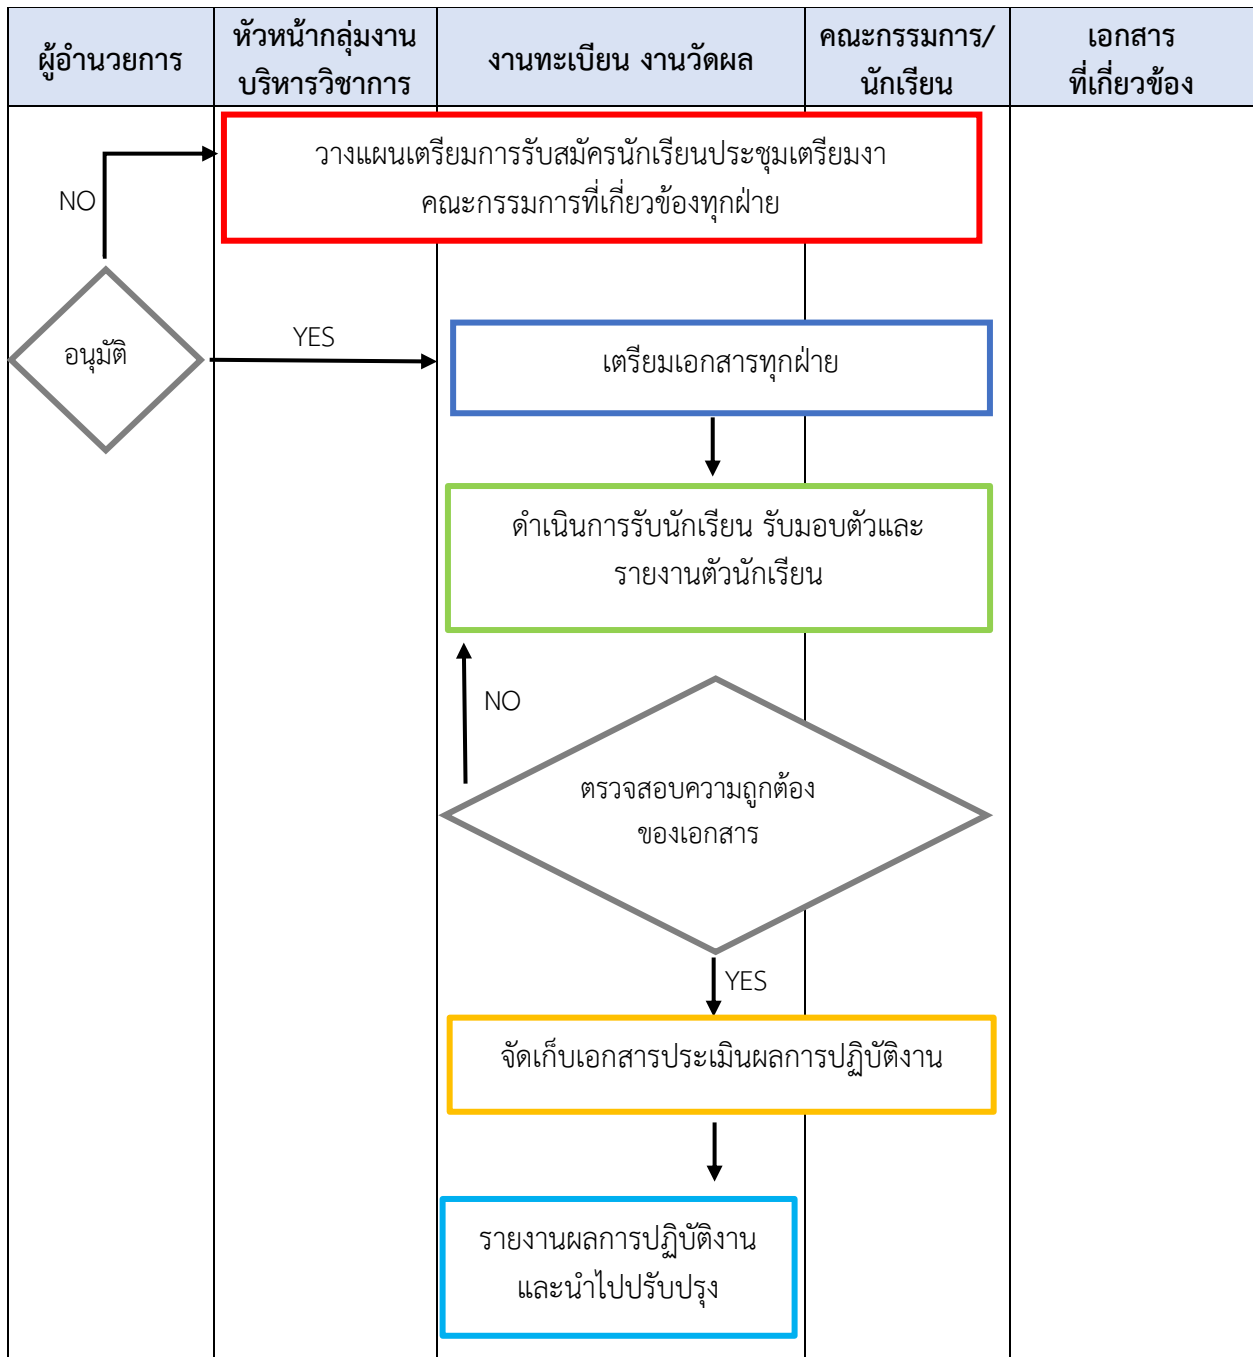 ผู้อำนวยการ
หัวหน้ากลุ่มงาน
บริหารวิชาการ
งานทะเบียน งานวัดผล
คณะกรรมการ/
นักเรียน
เอกสาร
ที่เกี่ยวข้อง
วางแผนเตรียมการรับสมัครนักเรียนประชุมเตรียมงา
คณะกรรมการที่เกี่ยวข้องทุกฝ่าย
NO
อนุมัติ
YES
เตรียมเอกสารทุกฝ่าย
ดำเนินการรับนักเรียน รับมอบตัวและ
รายงานตัวนักเรียน
NO
ตรวจสอบความถูกต้อง
ของเอกสาร
YES
จัดเก็บเอกสารประเมินผลการปฏิบัติงาน
รายงานผลการปฏิบัติงาน
และนำไปปรับปรุง